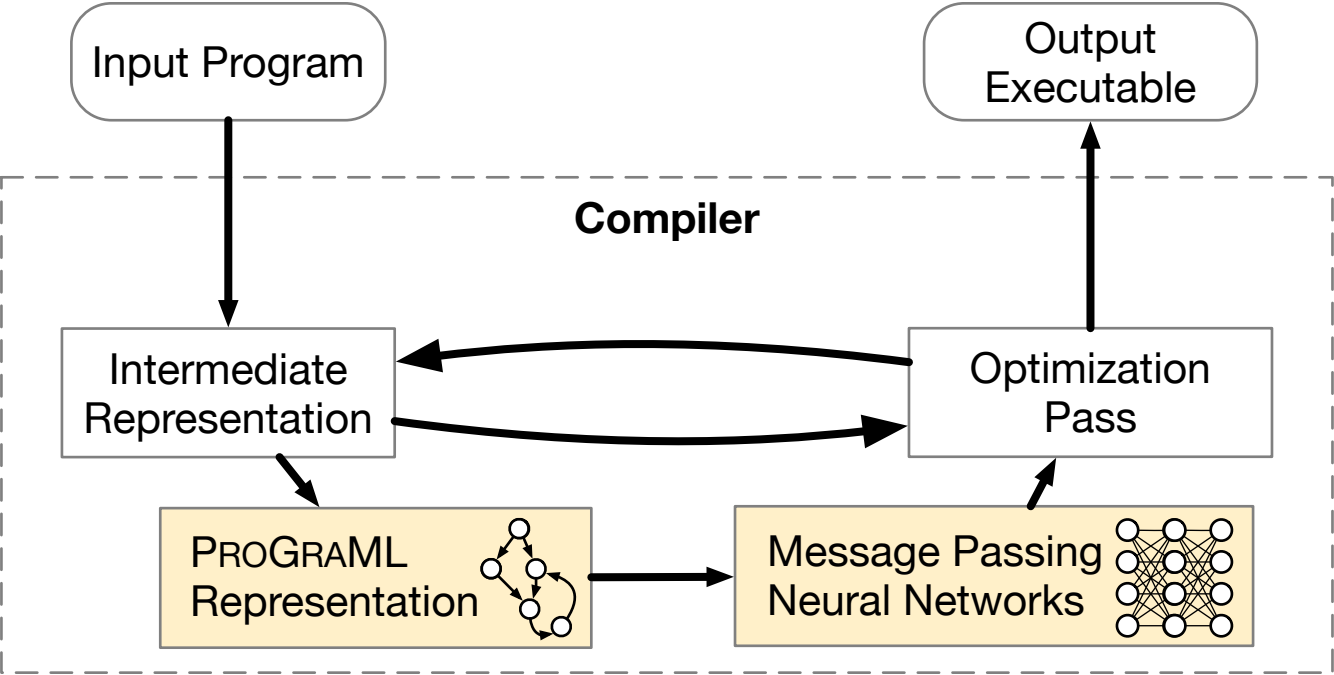 Input Program
Output
Executable
Compiler
Intermediate
Representation
Optimization
Pass
PROGRAML
Representation
Message Passing
Neural Networks